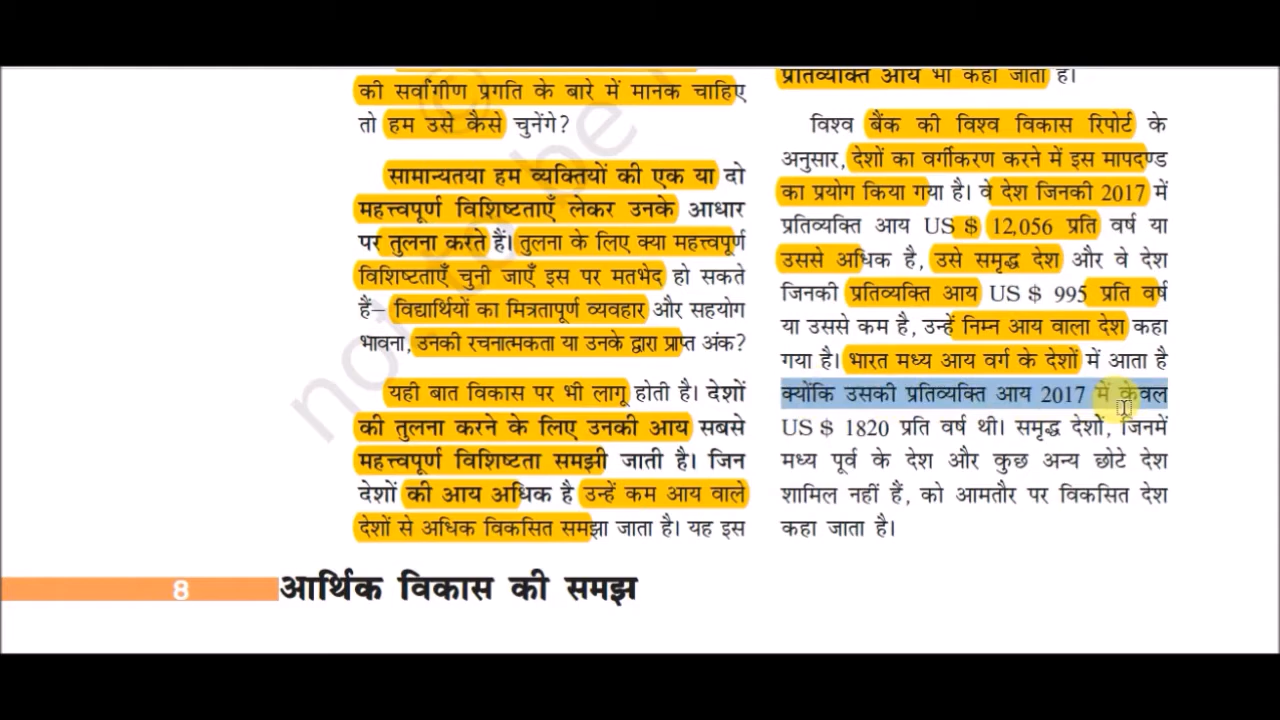 की सर्वांगीण प्रगति के बारे में मानक चाहिए
तो हम उसे कैसे चुनेंगे?
सामान्यतया हम व्यक्तियों की एक या दो
महत्त्वपूर्ण विशिष्टताएँ लेकर उनके आधार
पर तुलना करते हैं। तुलना के लिए क्या महत्त्वपूर्ण
विशिष्टताएँ चुनी जाएँ इस पर मतभेद हो सकते
हैं– विद्यार्थियों का मित्रतापूर्ण व्यवहार और सहयोग
भावना, उनकी रचनात्मकता या उनके द्वारा प्राप्त अंक?
यही बात विकास पर भी लागू होती है। देशों
की तुलना करने के लिए उनकी आय सबसे
महत्त्वपूर्ण विशिष्टता समझी जाती है। जिन
देशों की आय अधिक है उन्हें कम आय वाले
देशों से अधिक विकसित समझा जाता है। यह इस
प्रतिव्यक्ति आय भी कहा जाता है।
विश्व बैंक की विश्व विकास रिपोर्ट के
अनुसार, देशों का वर्गीकरण करने में इस मापदण्ड
का प्रयोग किया गया है। वे देश जिनकी 2017 में
प्रतिव्यक्ति आय US $ 12,056 प्रति वर्ष या
उससे अधिक है, उसे समृद्ध देश और वे देश
जिनकी प्रतिव्यक्ति आय US $ 995 प्रति वर्ष
या उससे कम है, उन्हें निम्न आय वाला देश कहा
गया है। भारत मध्य आय वर्ग के देशों में आता है
क्योंकि उसकी प्रतिव्यक्ति आय 2017 में केवल
US $ 1820 प्रति वर्ष थी। समृद्ध देशों, जिनमें
मध्य पूर्व के देश और कुछ अन्य छोटे देश
शामिल नहीं हैं, को आमतौर पर विकसित देश
कहा जाता है।
8 आर्थिक विकास की समझ
not to be